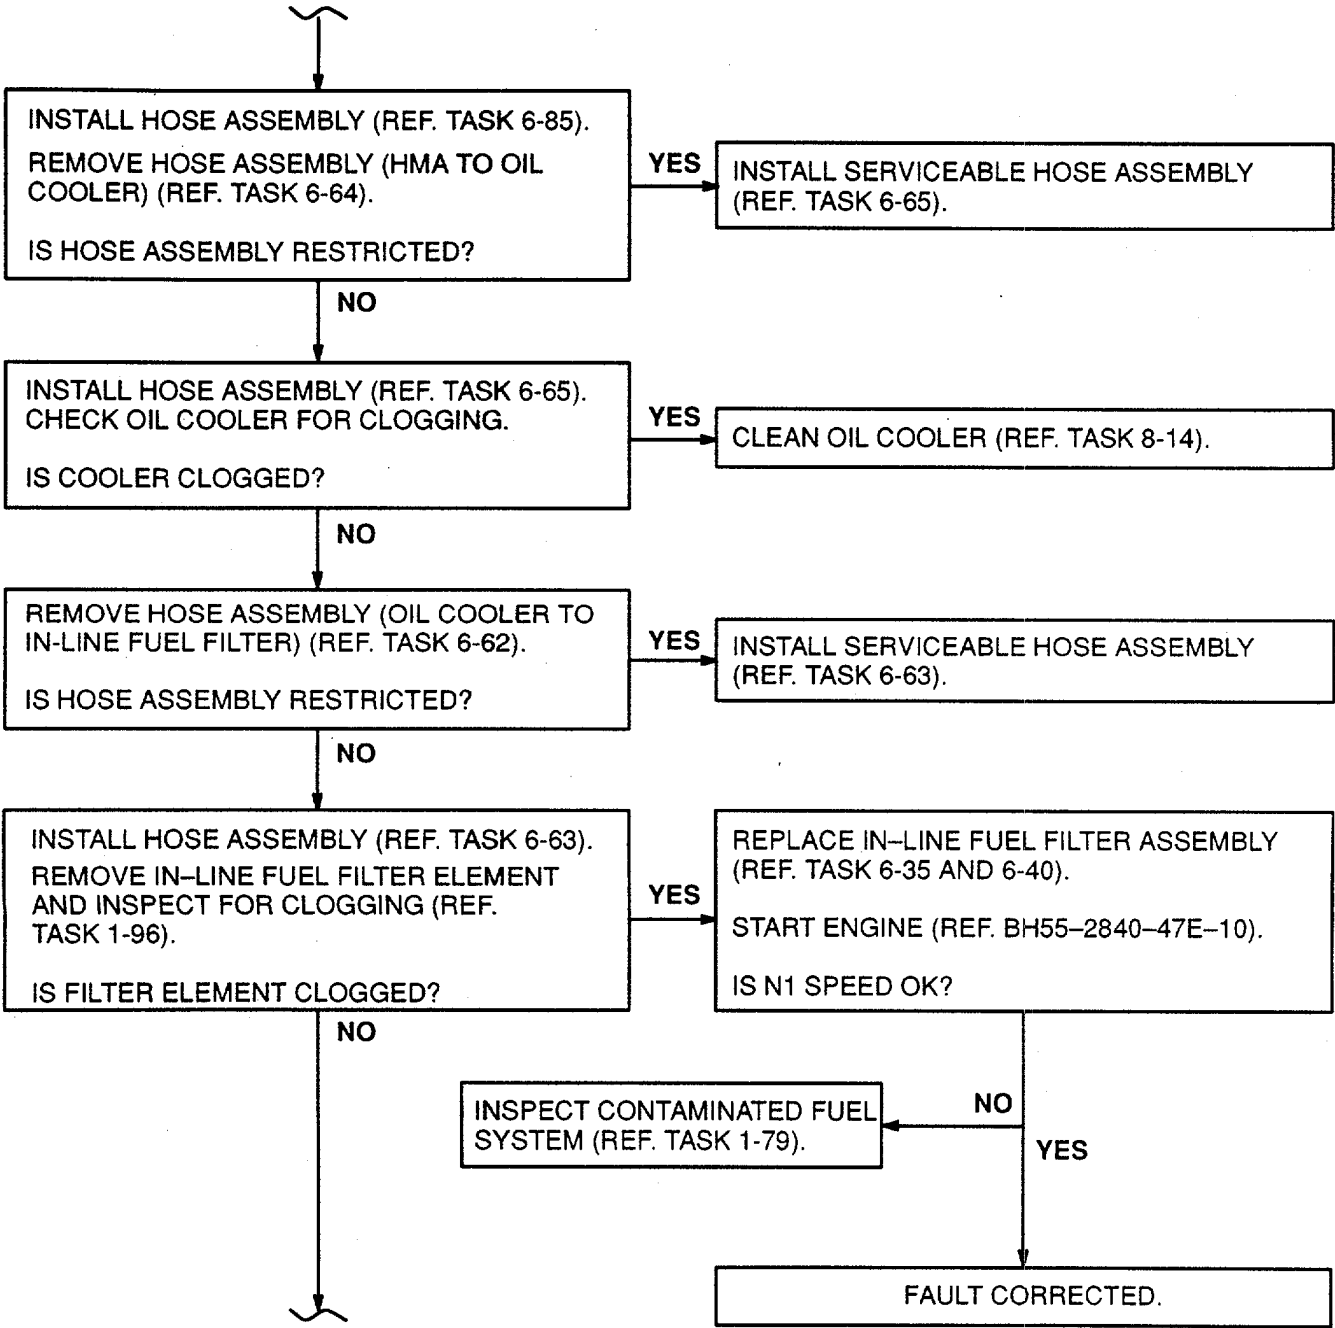 INSTALL HOSE ASSEMBLY (REF. TASK 6-85).
REMOVE HOSE ASSEMBLY (HMA TO OIL
COOLER) (REF. TASK 6-64).
IS HOSE ASSEMBLY RESTRICTED?
YES
INSTALL SERVICEABLE HOSE ASSEMBLY
(REF. TASK 6-65).
NO
INSTALL HOSE ASSEMBLY (REF. TASK 6-65).
CHECK OIL COOLER FOR CLOGGING.
IS COOLER CLOGGED?
YES
CLEAN OIL COOLER (REF. TASK 8-14).
NO
REMOVE HOSE ASSEMBLY (OIL COOLER TO
IN-LINE FUEL FILTER) (REF. TASK 6-62).
IS HOSE ASSEMBLY RESTRICTED?
YES
INSTALL SERVICEABLE HOSE ASSEMBLY
(REF. TASK 6-63).
NO
INSTALL HOSE ASSEMBLY (REF. TASK 6-63).
REMOVE IN–LINE FUEL FILTER ELEMENT
AND INSPECT FOR CLOGGING (REF.
TASK 1-96).
IS FILTER ELEMENT CLOGGED?
YES
REPLACE IN–LINE FUEL FILTER ASSEMBLY
(REF. TASK 6-35 AND 6-40).
START ENGINE (REF. BH55–2840–47E–10).
IS N1 SPEED OK?
NO
NO
INSPECT CONTAMINATED FUEL
SYSTEM (REF. TASK 1-79).
YES
FAULT CORRECTED.